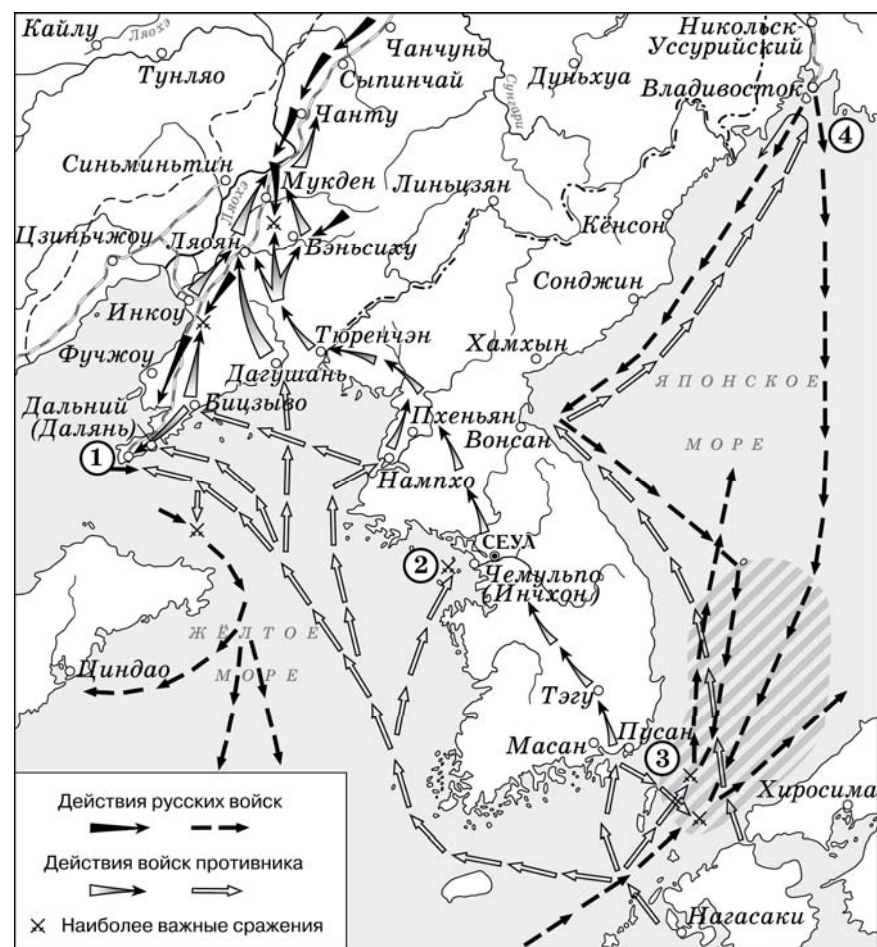 Кайлу
Ляохэ
Тунляо
Чанчунь
Сыпинчай
Дуньхуа
Сунгари
Никольск-
Уссурийский
Владивосток
4
Чанту
Синьминьтин
Мукден
Линьцзян
Ляохэ
Кёнсон
Цзиньчжоу
Ляоян
Вэньсиху
Сонджин
Инкоу
Тюренчэн
Хамхын
Фучжоу
Дагушань
ЯПОНСКОЕ
МОРЕ
Дальний
(Далянь)
Бицзыво
Пхеньян
Вонсан
1
Нампхо
СЕУЛ
2
Чемульпо
(Инчхон)
ЖЁЛТОЕ
МОРЕ
Циндао
Тэгу
Масан
Пусан
3
Хиросима
Нагасаки
Действия русских войск
Действия войск противника
Наиболее важные сражения